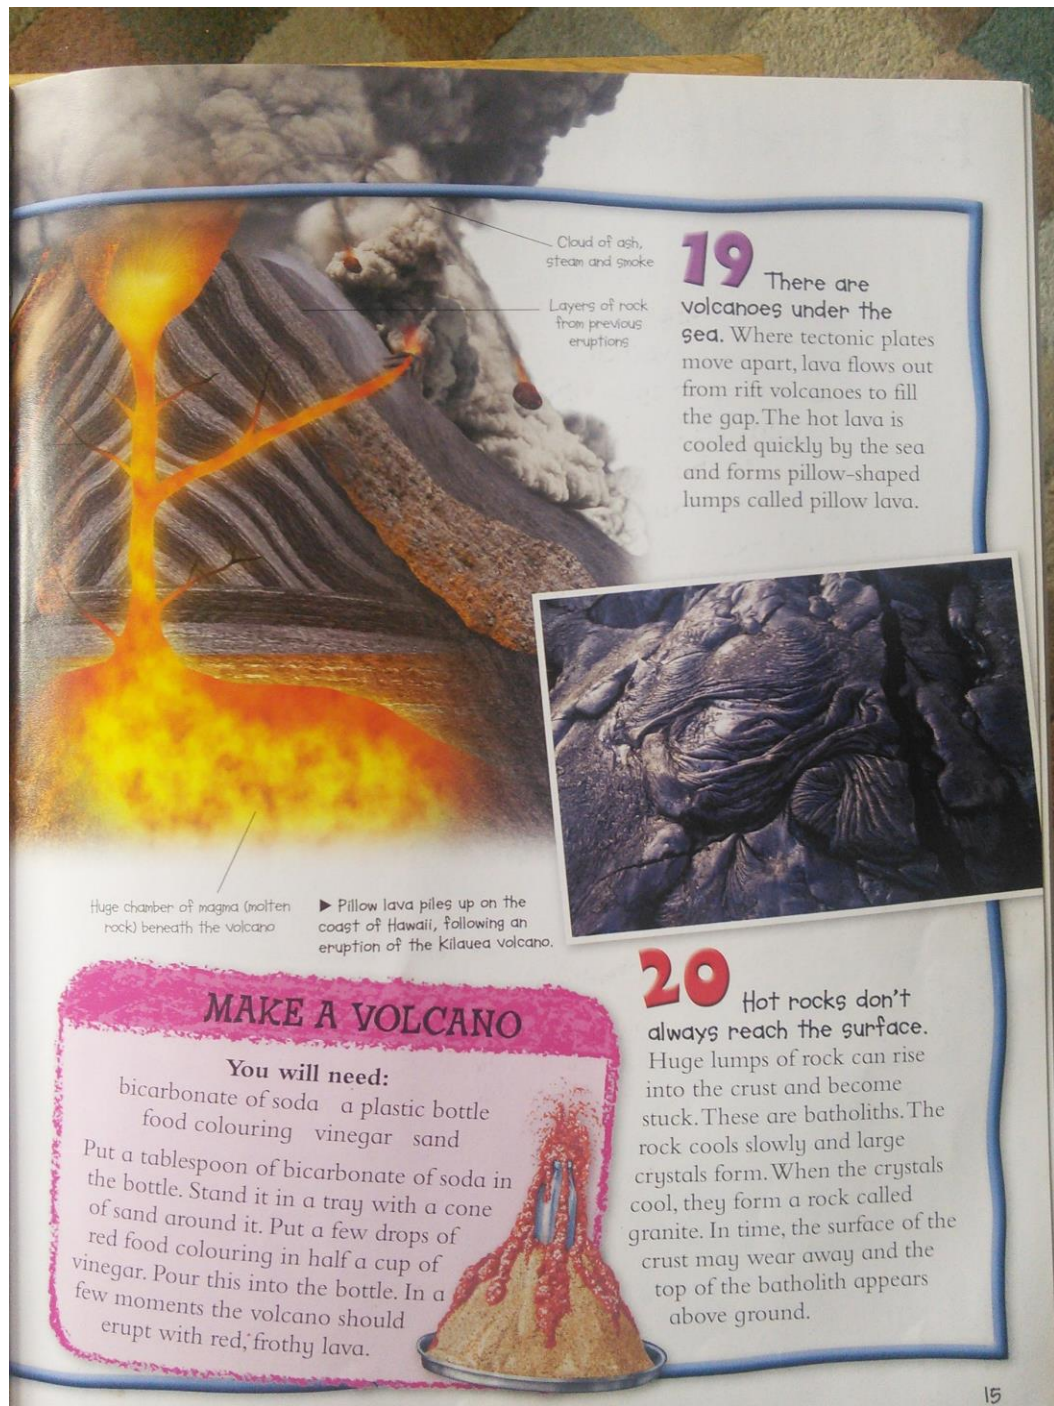 Cloud of ash,
steam and smoke
Layers of rock
from previous
eruptions
19 There are
volcanoes under the
sea. Where tectonic plates
move apart, lava flows out
from rift volcanoes to fill
the gap. The hot lava is
cooled quickly by the sea
and forms pillow-shaped
lumps called pillow lava.
Huge chamber of magma (molten
rock) beneath the volcano
▶ Pillow lava piles up on the
coast of Hawaii, following an
eruption of the Kilauea volcano.
MAKE A VOLCANO
You will need:
bicarbonate of soda a plastic bottle
food colouring vinegar sand
Put a tablespoon of bicarbonate of soda in
the bottle. Stand it in a tray with a cone
of sand around it. Put a few drops of
red food colouring in half a cup of
vinegar. Pour this into the bottle. In a
few moments the volcano should
erupt with red, frothy lava.
20 Hot rocks don't
always reach the surface.
Huge lumps of rock can rise
into the crust and become
stuck. These are batholiths. The
rock cools slowly and large
crystals form. When the crystals
cool, they form a rock called
granite. In time, the surface of the
crust may wear away and the
top of the batholith appears
above ground.
15